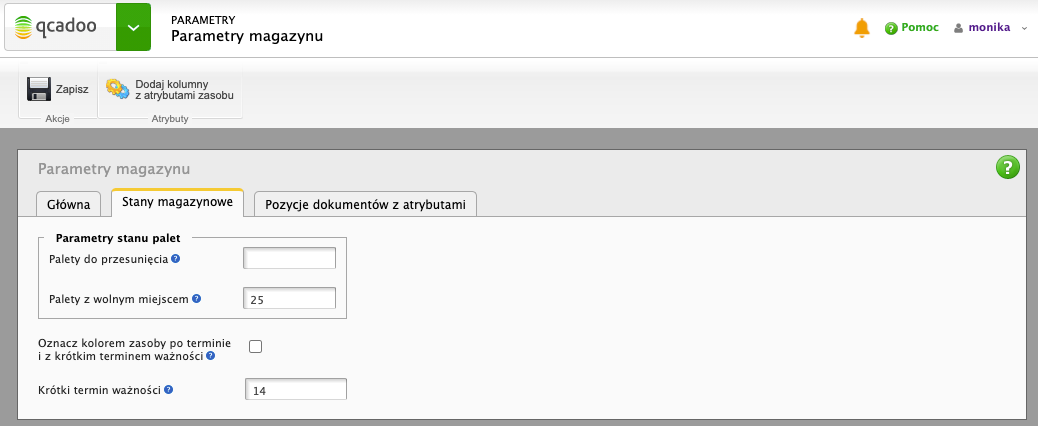 qcadoo
PARAMETRY
Parametry magazynu
Pomoc
monika
Zapisz
Dodaj kolumny
z atrybutami zasobu
Akcje
Atrybuty
Parametry magazynu
?
Główna
Stany magazynowe
Pozycje dokumentów z atrybutami
Parametry stanu palet
Palety do przesunięcia ?
Palety z wolnym miejscem ? 25
Oznacz kolorem zasoby po terminie
i z krótkim terminem ważności ?
Krótki termin ważności ? 14